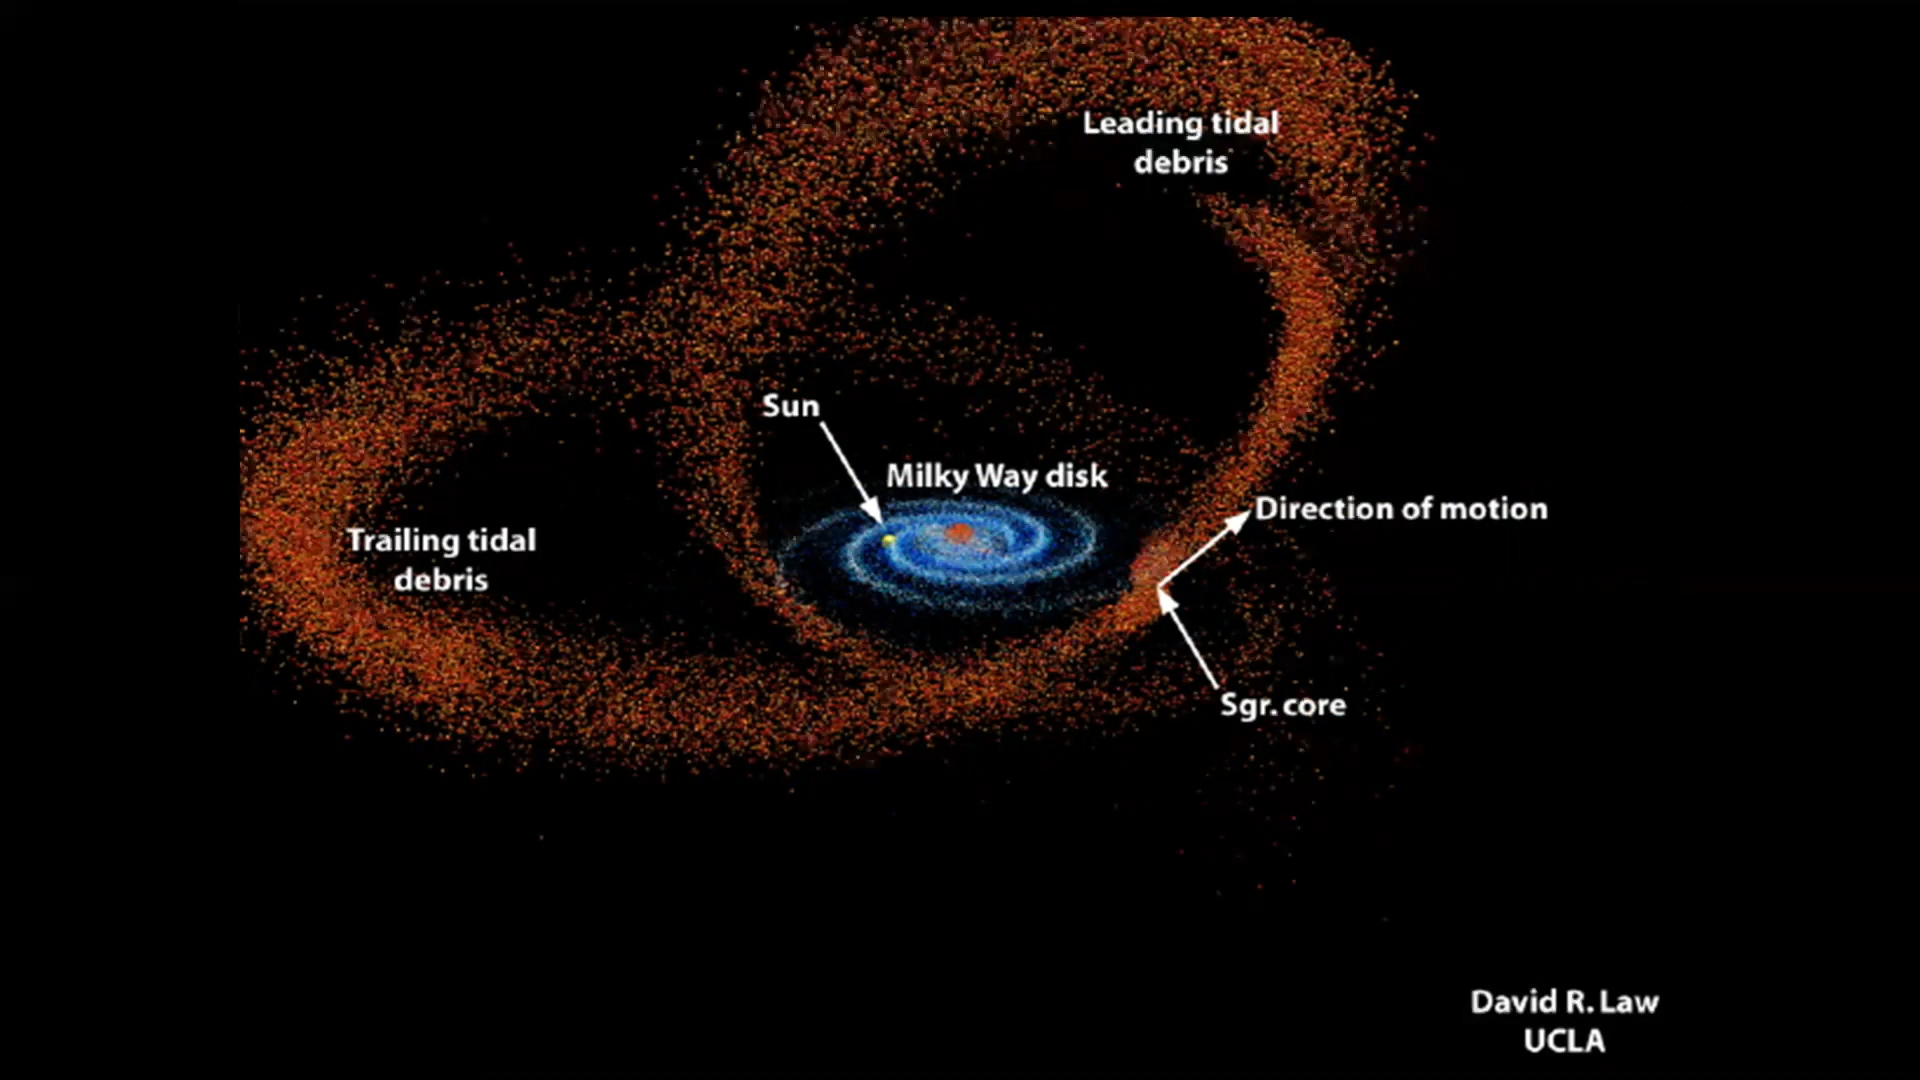 Leading tidal
debris
Sun
Milky Way disk
Direction of motion
Trailing tidal
debris
Sgr. core
David R. Law
UCLA